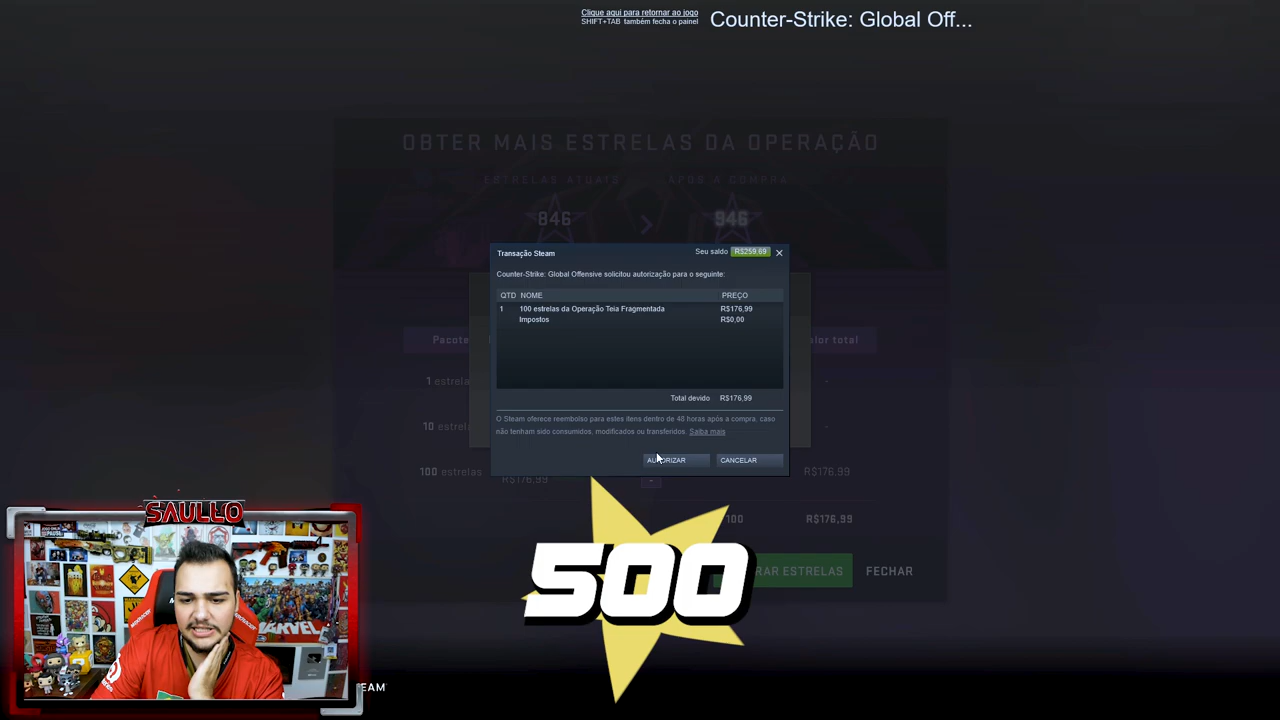 Clique aqui para retornar ao jogo
SHIFT+TAB também fecha o painel
Counter-Strike: Global Off...
OBTER MAIS ESTRELAS DA OPERAÇÃO
ESTRELAS ATUAIS
APÓS A COMPRA
846
946
Transação Steam
Seu saldo R$259,69
Counter-Strike: Global Offensive solicitou autorização para o seguinte:
QTD NOME PREÇO
1 100 estrelas da Operação Teia Fragmentada R$176,99
Impostos R$0,00
Total devido R$176,99
O Steam oferece reembolso para estes itens dentro de 48 horas após a compra, caso
não tenham sido consumidos, modificados ou transferidos. Saiba mais
AUTORIZAR CANCELAR
Pacote
alor total
1 estrela
-
10 estrela
-
100 estrelas
R$176,99
-
R$176,99
100
R$176,99
RAR ESTRELAS
FECHAR
500
SAULLO
MARVEL
EAM